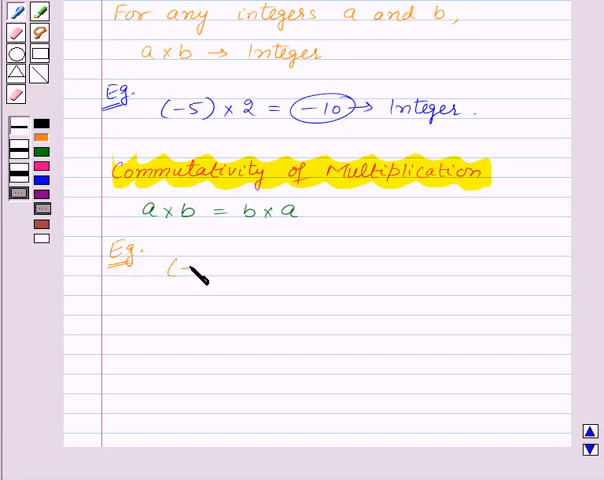 For any integers a and b,
a × b → Integer
Eg.
(-5) × 2 = -10 → Integer.
Commutativity of Multiplication
a × b = b × a
Eg.
(-